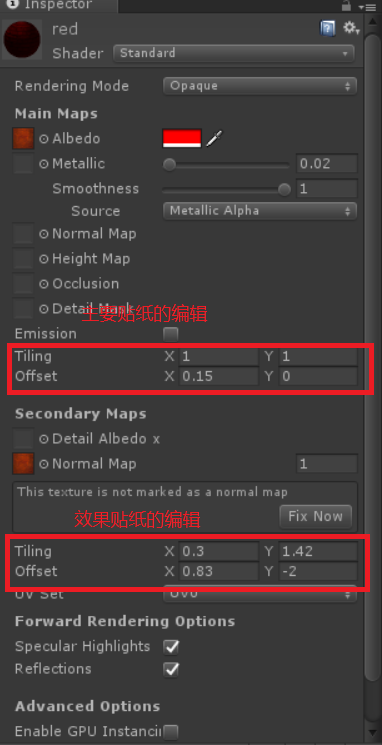 Inspector
red
Shader Standard
Rendering Mode Opaque
Main Maps
Albedo
Metallic 0.02
Smoothness 1
Source Metallic Alpha
Normal Map
Height Map
Occlusion
Detail Mask
主要贴纸的编辑
Emission
Tiling X 1 Y 1
Offset X 0.15 Y 0
Secondary Maps
Detail Albedo x
Normal Map 1
This texture is not marked as a normal map
Fix Now
效果贴纸的编辑
Tiling X 0.3 Y 1.42
Offset X 0.83 Y -2
UV Set UV0
Forward Rendering Options
Specular Highlights
Reflections
Advanced Options
Enable GPU Instancin